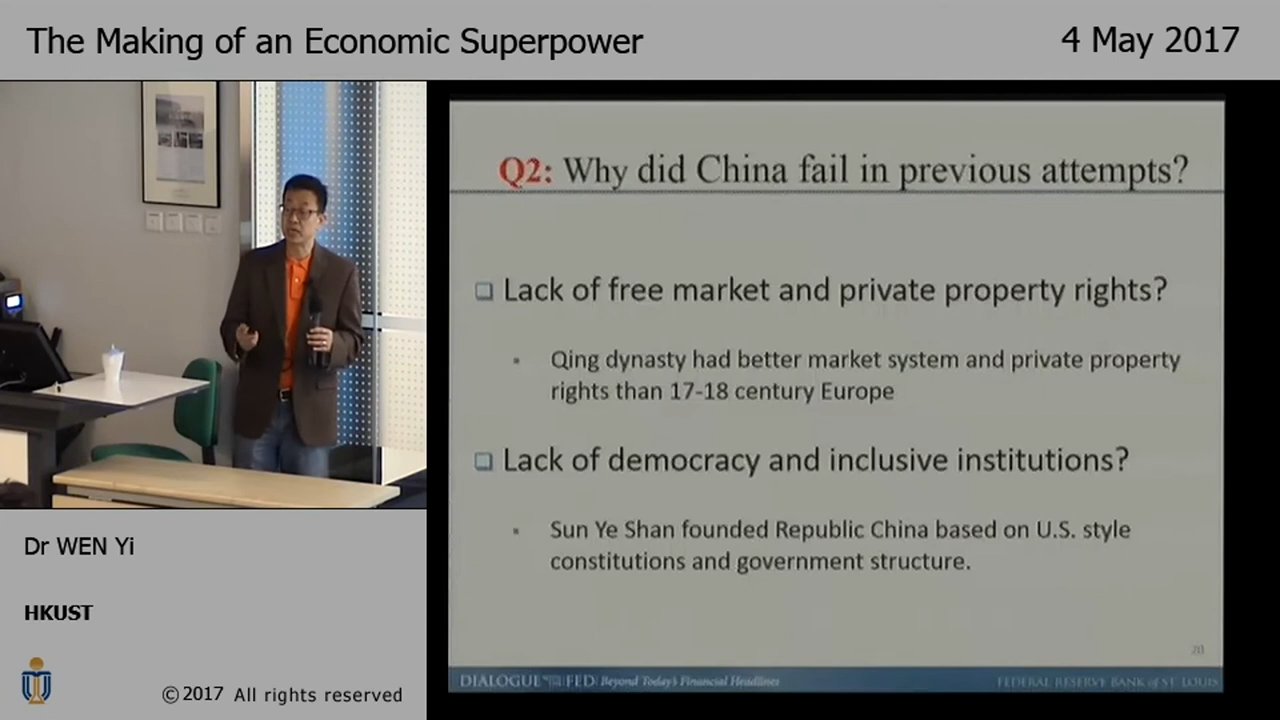 The Making of an Economic Superpower
4 May 2017
Q2: Why did China fail in previous attempts?
Lack of free market and private property rights?
Qing dynasty had better market system and private property
rights than 17-18 century Europe
Lack of democracy and inclusive institutions?
Sun Ye Shan founded Republic China based on U.S. style
constitutions and government structure.
20
DIALOGUE WITH THE FED Beyond Today's Financial Headlines
FEDERAL RESERVE BANK of ST. LOUIS
Dr WEN Yi
HKUST
©2017 All rights reserved